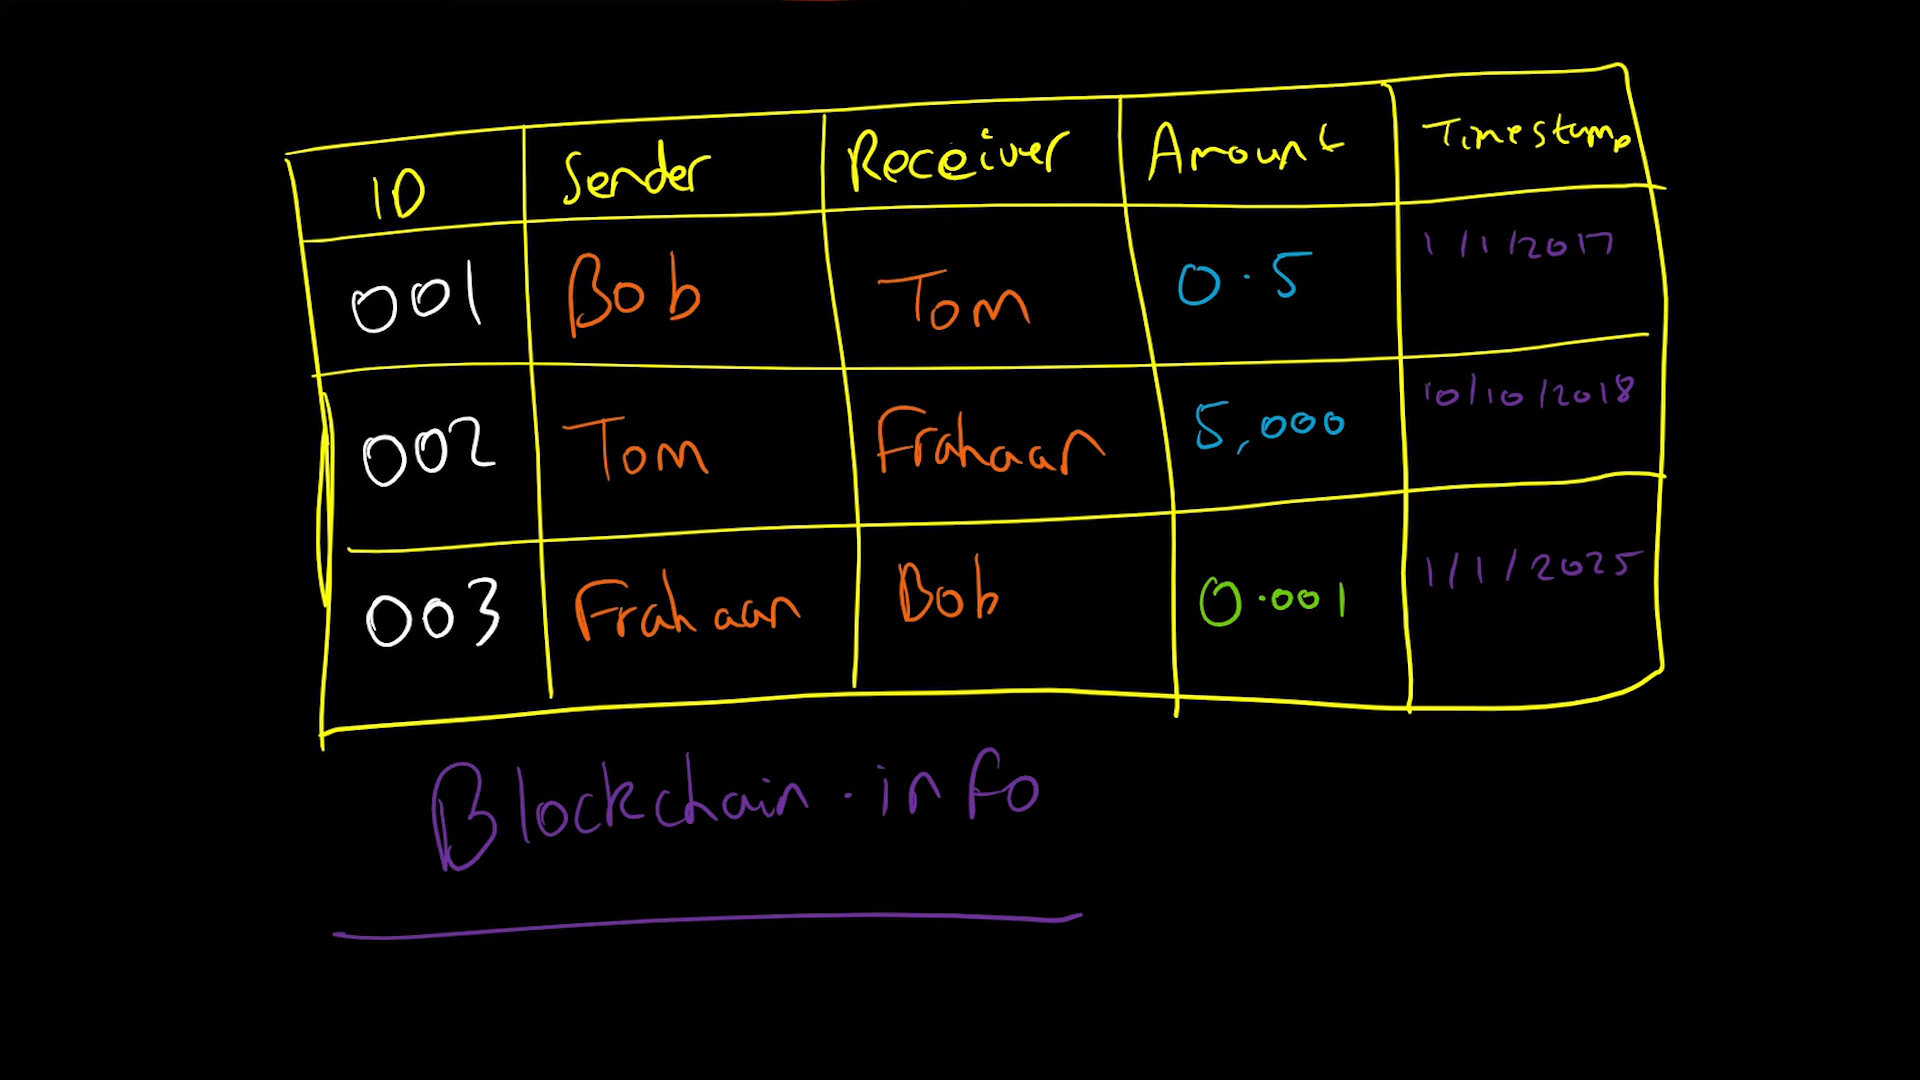 ID Sender Receiver Amount Timestamp
001 Bob Tom 0.5 1/1/2017
002 Tom Frahaan 5,000 10/10/2018
003 Frahaan Bob 0.001 1/1/2025
Blockchain.info